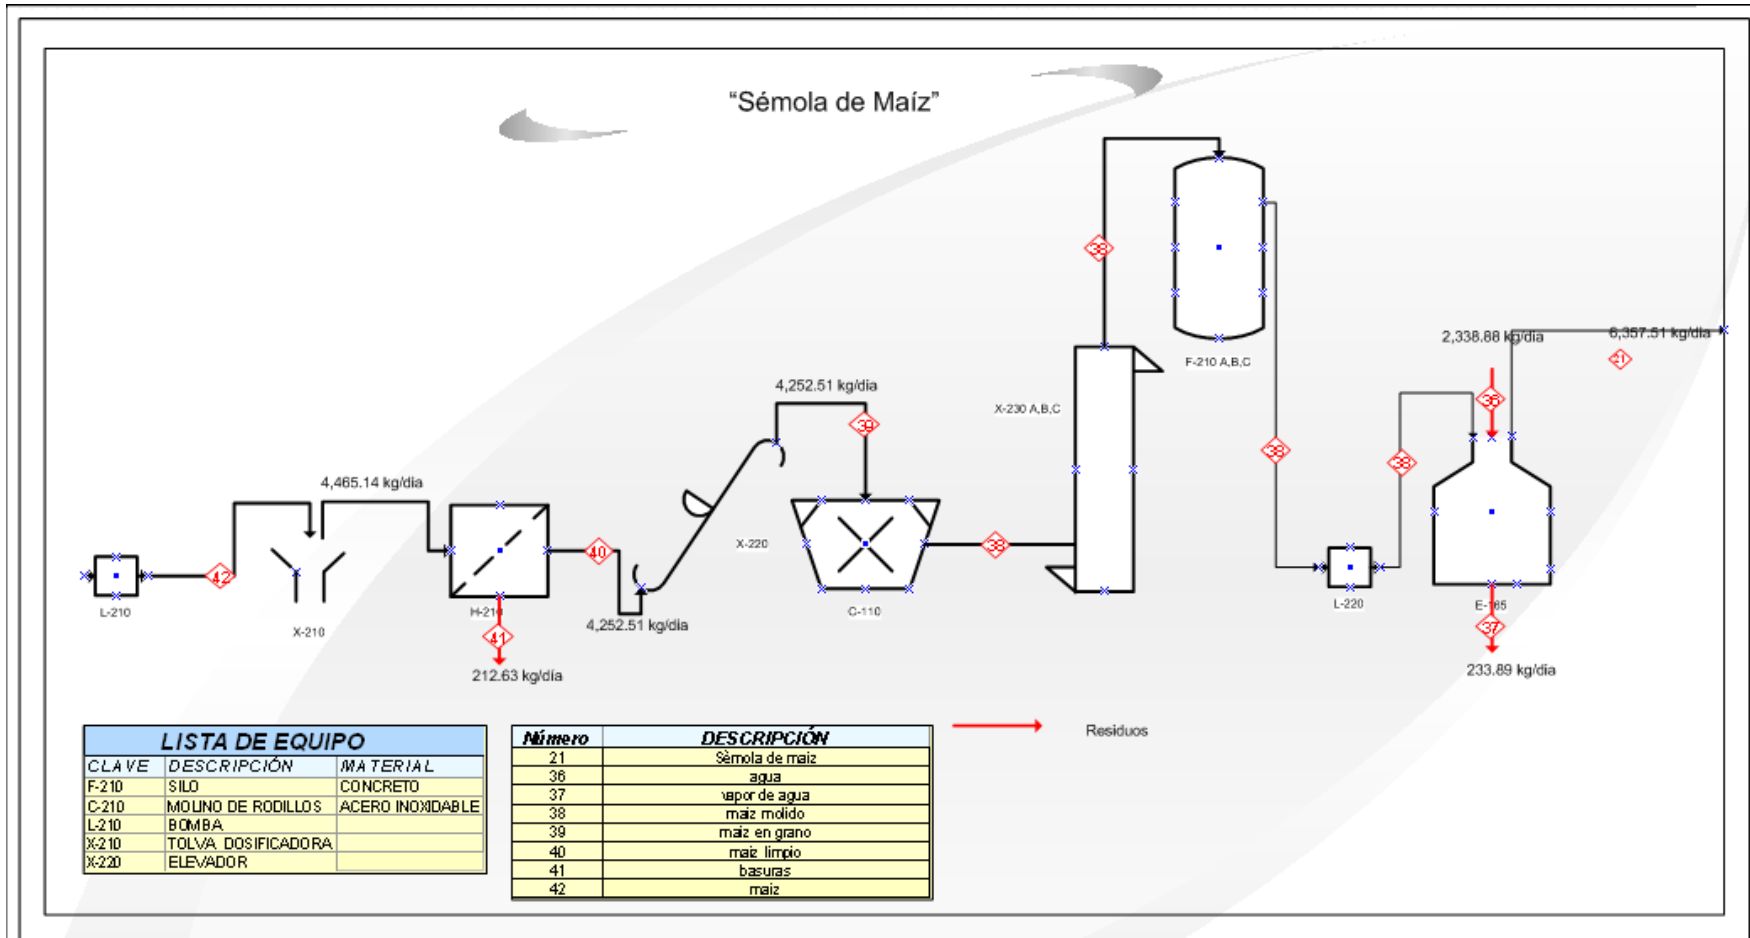 “Sémola de Maíz”
38
F-210 A,B,C
2,338.88 kg/dia
6,357.51 kg/dia
21
36
4,252.51 kg/dia
39
X-230 A,B,C
38
38
4,465.14 kg/dia
42
L-210
X-210
H-210
40
X-220
C-110
38
L-220
E-165
41
4,252.51 kg/dia
37
212.63 kg/día
233.89 kg/dia
Residuos
LISTA DE EQUIPO
CLAVE DESCRIPCIÓN MATERIAL
F-210 SILO CONCRETO
C-210 MOLINO DE RODILLOS ACERO INOXIDABLE
L-210 BOMBA
X-210 TOLVA DOSIFICADORA
X-220 ELEVADOR
Número DESCRIPCIÓN
21 Sèmola de maiz
36 agua
37 vapor de agua
38 maiz molido
39 maiz en grano
40 maiz limpio
41 basuras
42 maiz